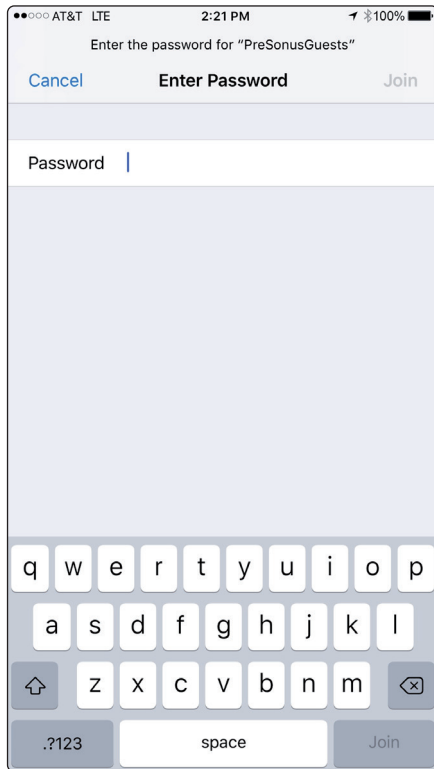 AT&T LTE 2:21 PM 100%
Enter the password for “PreSonusGuests”
Cancel Enter Password Join
Password
q w e r t y u i o p
a s d f g h j k l
z x c v b n m
.?123 space Join